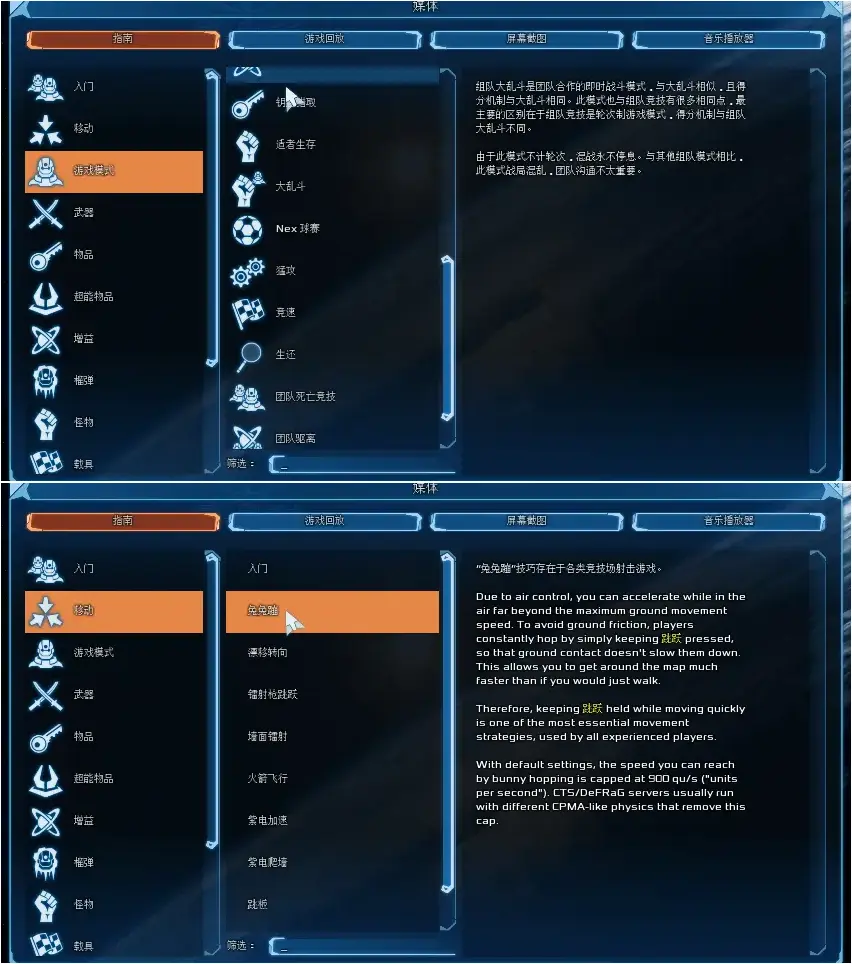 媒体
指南
游戏回放
屏幕截图
音乐播放器
入门
移动
游戏模式
武器
物品
超能物品
增益
榴弹
怪物
载具
适者生存
大乱斗
Nex 球赛
猛攻
竞速
生还
团队死亡竞技
团队驱离
筛选：
_
组队大乱斗是团队合作的即时战斗模式，与大乱斗相似，且得
分机制与大乱斗相同。此模式也与组队竞技有很多相同点，最
主要的区别在于组队竞技是轮次制游戏模式，得分机制与组队
大乱斗不同。
由于此模式不计轮次，混战永不停息。与其他组队模式相比，
此模式战局混乱，团队沟通不太重要。
媒体
指南
游戏回放
屏幕截图
音乐播放器
入门
移动
游戏模式
武器
物品
超能物品
增益
榴弹
怪物
载具
入门
兔兔蹦
漂移转向
镭射枪跳跃
墙面镭射
火箭飞行
紫电加速
紫电爬墙
跳板
筛选：
_
"兔兔蹦"技巧存在于各类竞技场射击游戏。
Due to air control, you can accelerate while in the
air far beyond the maximum ground movement
speed. To avoid ground friction, players
constantly hop by simply keeping 跳跃 pressed,
so that ground contact doesn't slow them down.
This allows you to get around the map much
faster than if you would just walk.
Therefore, keeping 跳跃 held while moving quickly
is one of the most essential movement
strategies, used by all experienced players.
With default settings, the speed you can reach
by bunny hopping is capped at 900 qu/s ("units
per second"). CTS/DeFRaG servers usually run
with different CPMA-like physics that remove this
cap.